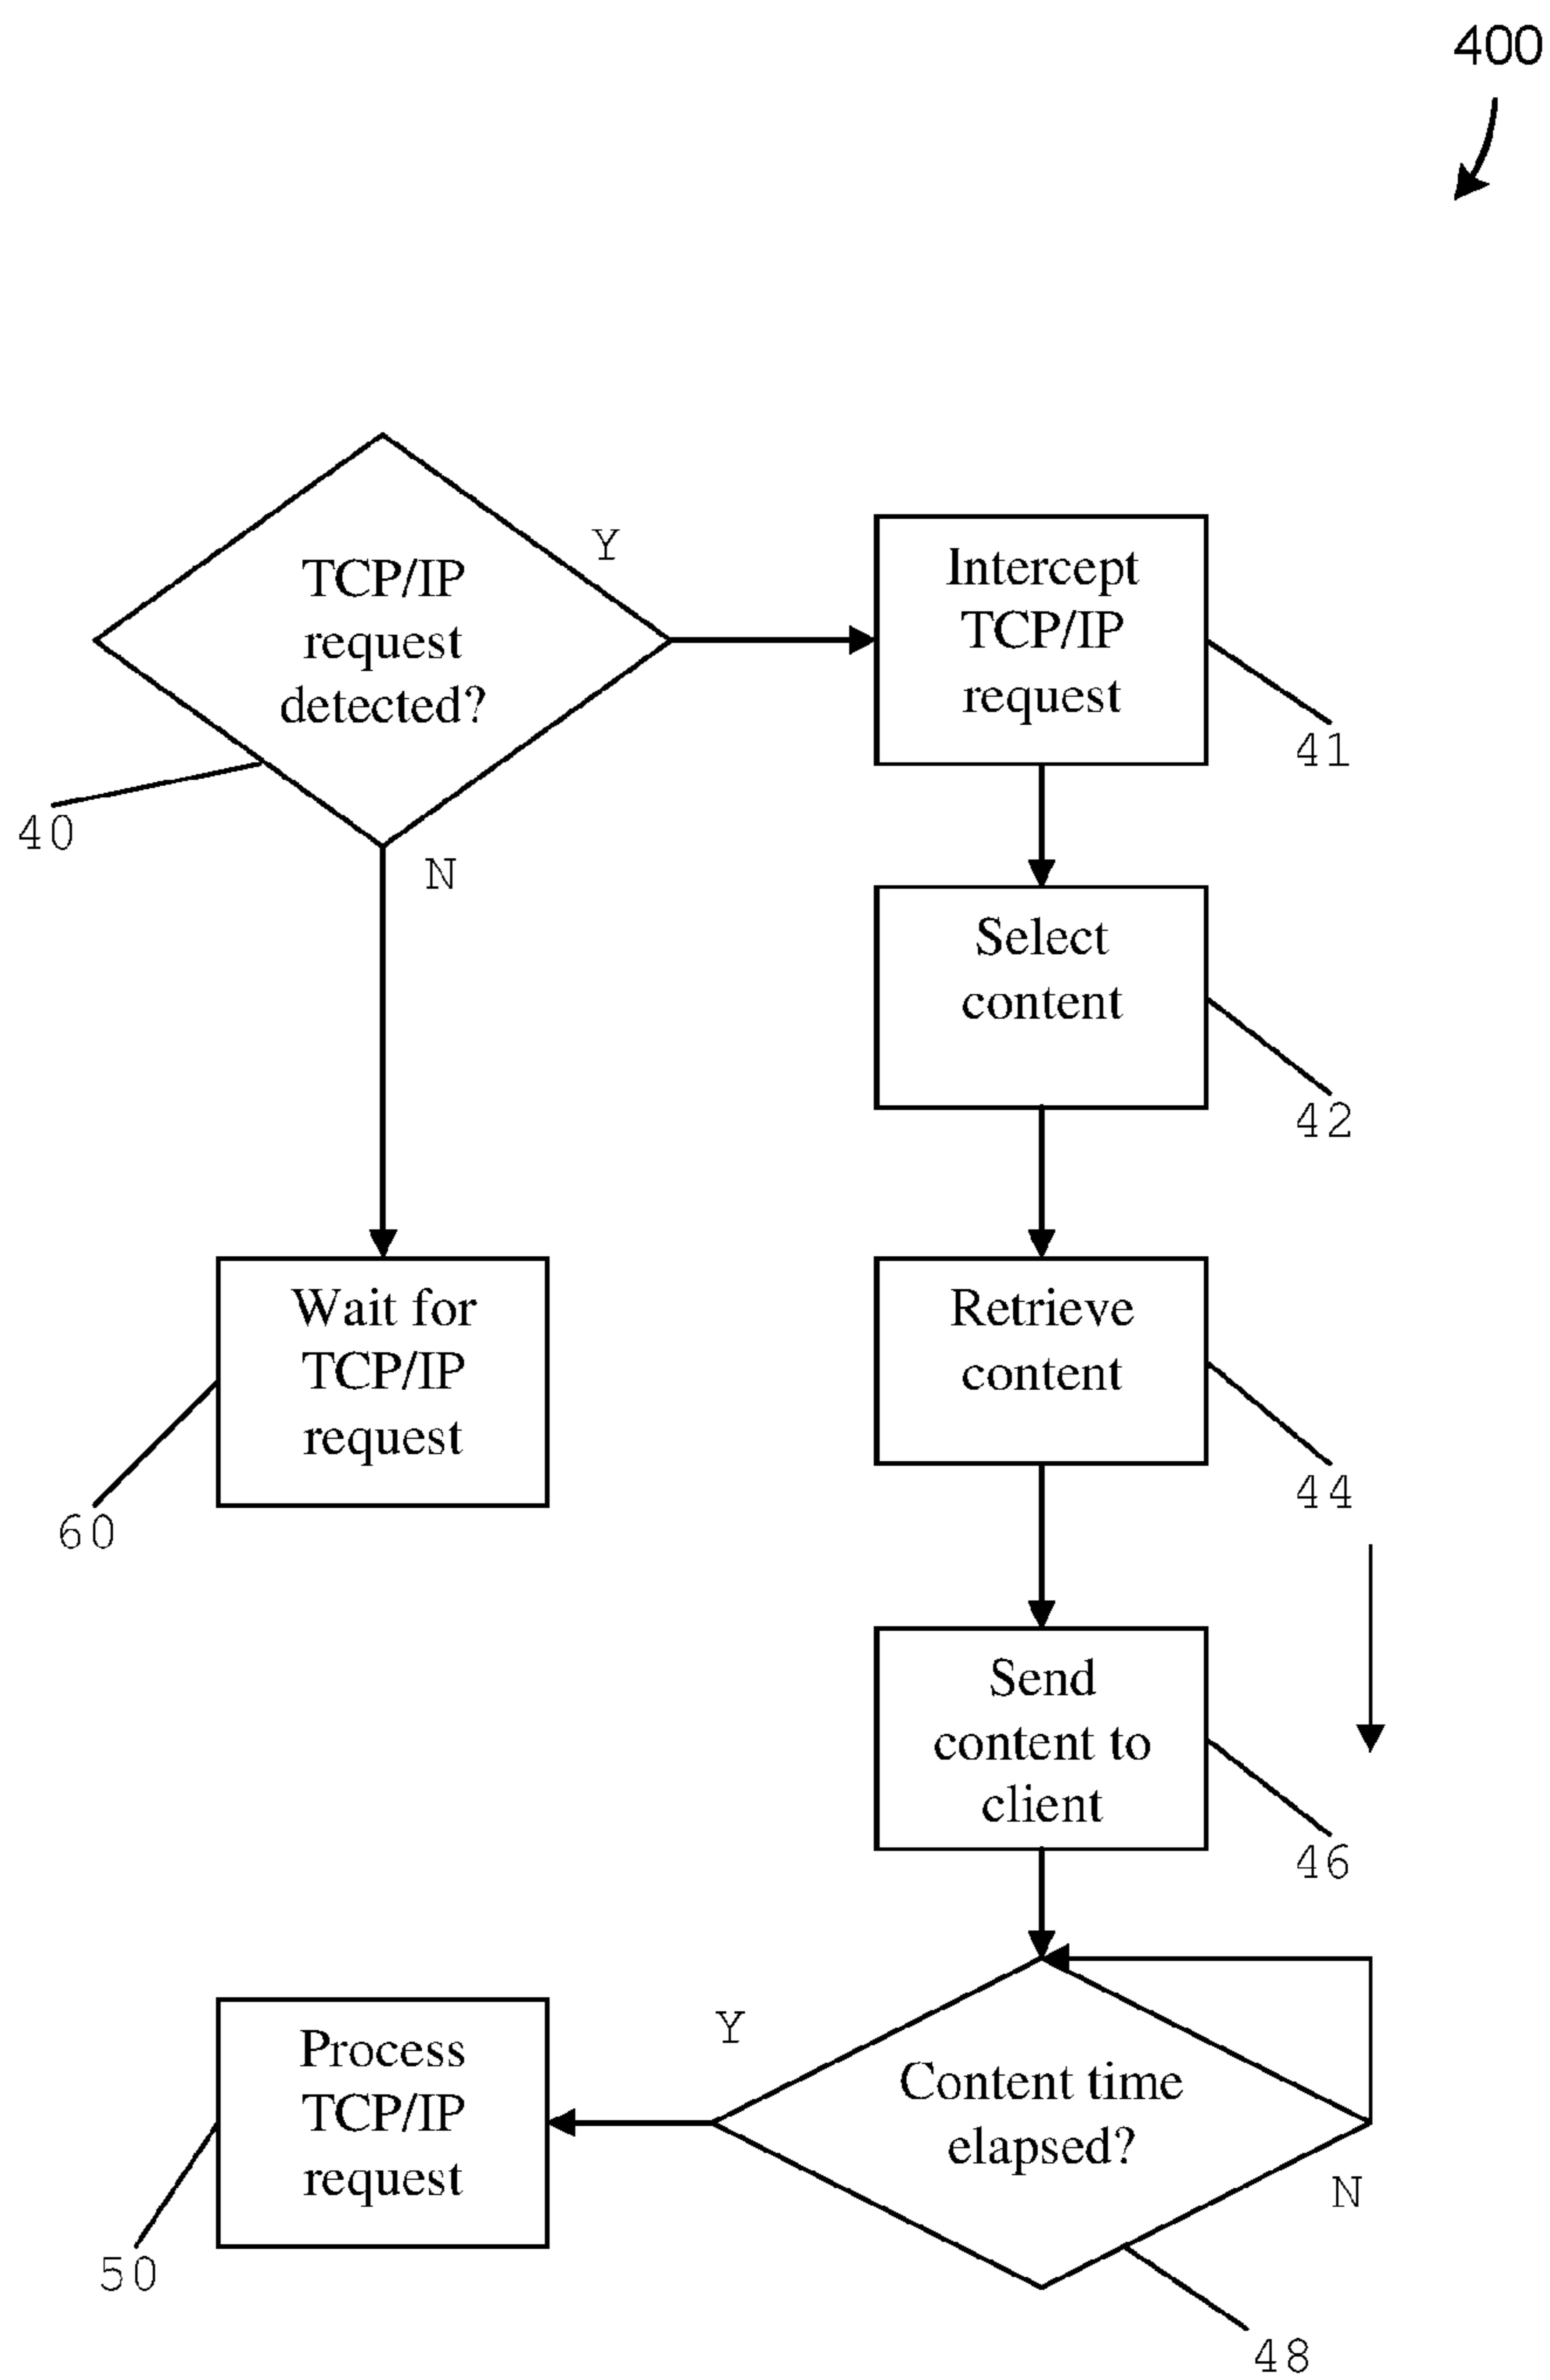 400
TCP/IP
request
detected?
Y
N
40
Intercept
TCP/IP
request
41
Select
content
42
Wait for
TCP/IP
request
60
Retrieve
content
44
Send
content to
client
46
Process
TCP/IP
request
50
Y
Content time
elapsed?
N
48